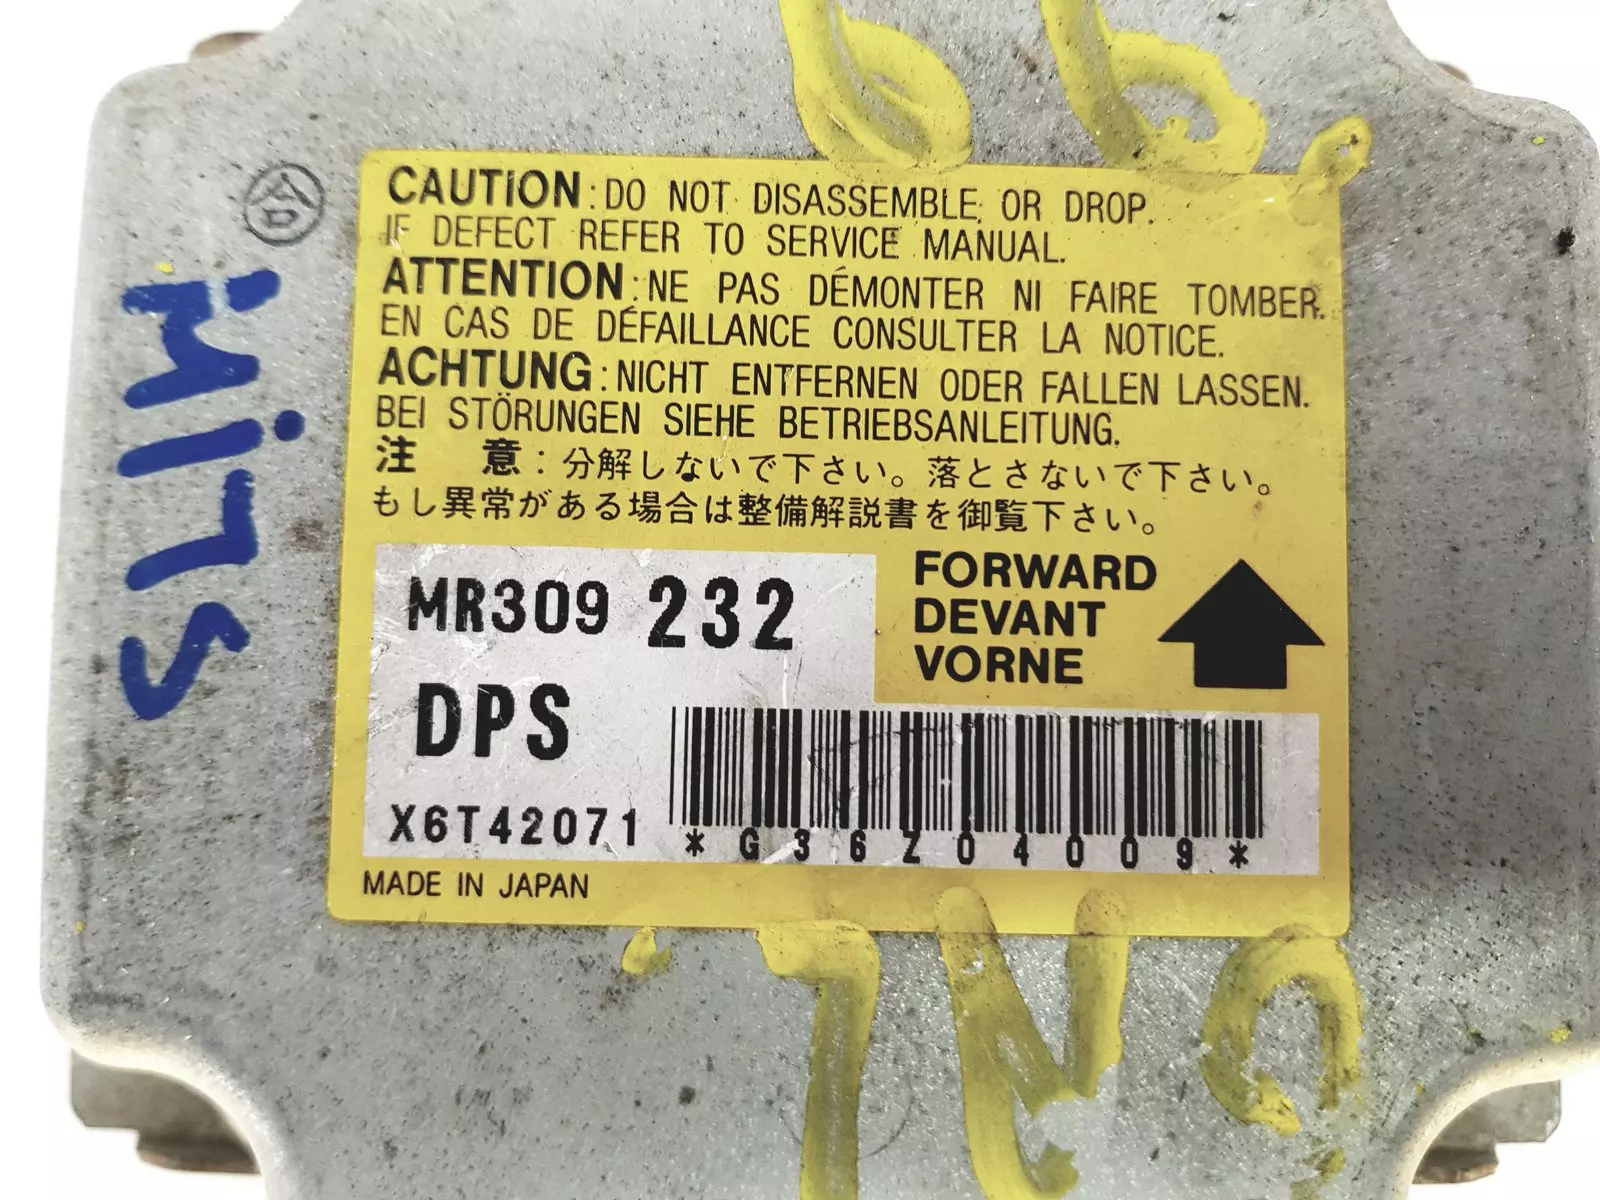 合
MiTS
CAUTION : DO NOT DISASSEMBLE OR DROP.
IF DEFECT REFER TO SERVICE MANUAL.
ATTENTION : NE PAS DÉMONTER NI FAIRE TOMBER.
EN CAS DE DÉFAILLANCE CONSULTER LA NOTICE.
ACHTUNG : NICHT ENTFERNEN ODER FALLEN LASSEN.
BEI STÖRUNGEN SIEHE BETRIEBSANLEITUNG.
注 意 : 分解しないで下さい。落とさないで下さい。
もし異常がある場合は整備解説書を御覧下さい。
MR309 232
FORWARD
DEVANT
VORNE
DPS
X6T42071
*G36Z04009*
MADE IN JAPAN